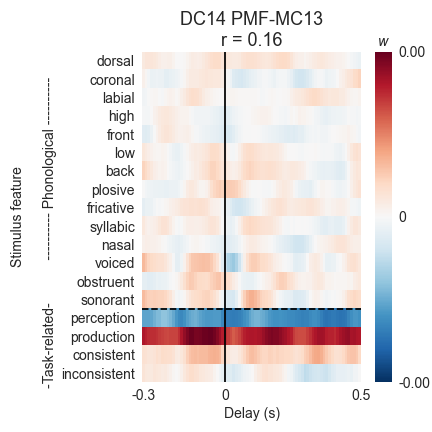 DC14 PMF-MC13
r = 0.16
w
Stimulus feature
---------- Phonological ----------
-Task-related-
dorsal
coronal
labial
high
front
low
back
plosive
fricative
syllabic
nasal
voiced
obstruent
sonorant
perception
production
consistent
inconsistent
0.00
0
-0.00
-0.3
0
0.5
Delay (s)